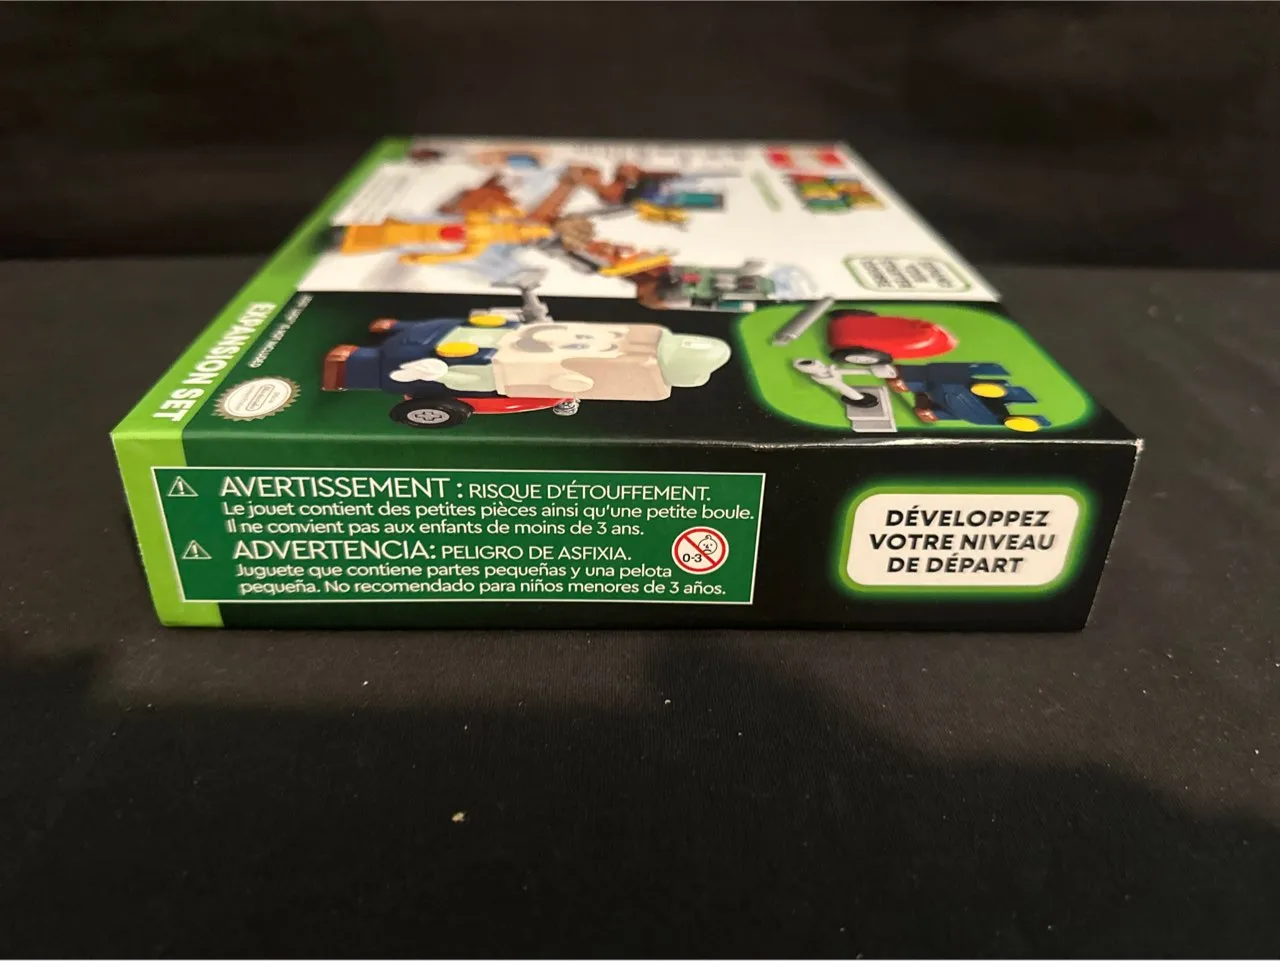 EXPANSION SET
AVERTISSEMENT : RISQUE D'ÉTOUFFEMENT.
Le jouet contient des petites pièces ainsi qu'une petite boule.
Il ne convient pas aux enfants de moins de 3 ans.
ADVERTENCIA: PELIGRO DE ASFIXIA.
Juguete que contiene partes pequeñas y una pelota
pequeña. No recomendado para niños menores de 3 años.
0-3
DÉVELOPPEZ
VOTRE NIVEAU
DE DÉPART